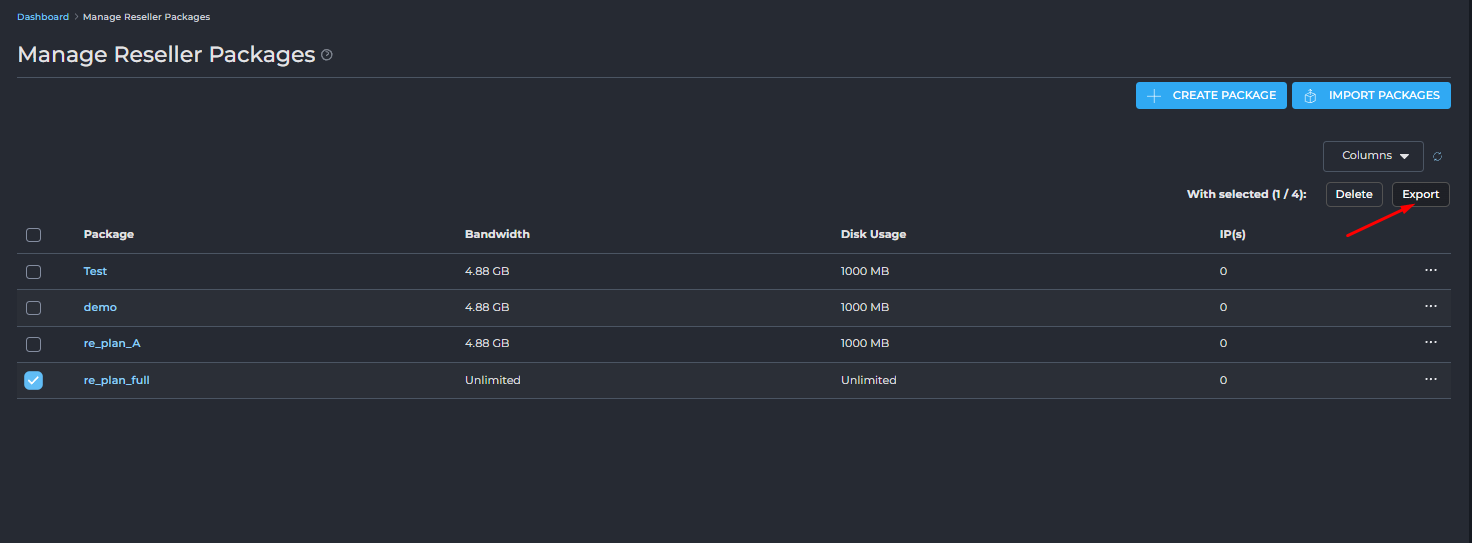 Dashboard > Manage Reseller Packages
Manage Reseller Packages
CREATE PACKAGE IMPORT PACKAGES
Columns
With selected (1 / 4): Delete Export
Package Bandwidth Disk Usage IP(s)
Test 4.88 GB 1000 MB 0 ...
demo 4.88 GB 1000 MB 0 ...
re_plan_A 4.88 GB 1000 MB 0 ...
re_plan_full Unlimited Unlimited 0 ...